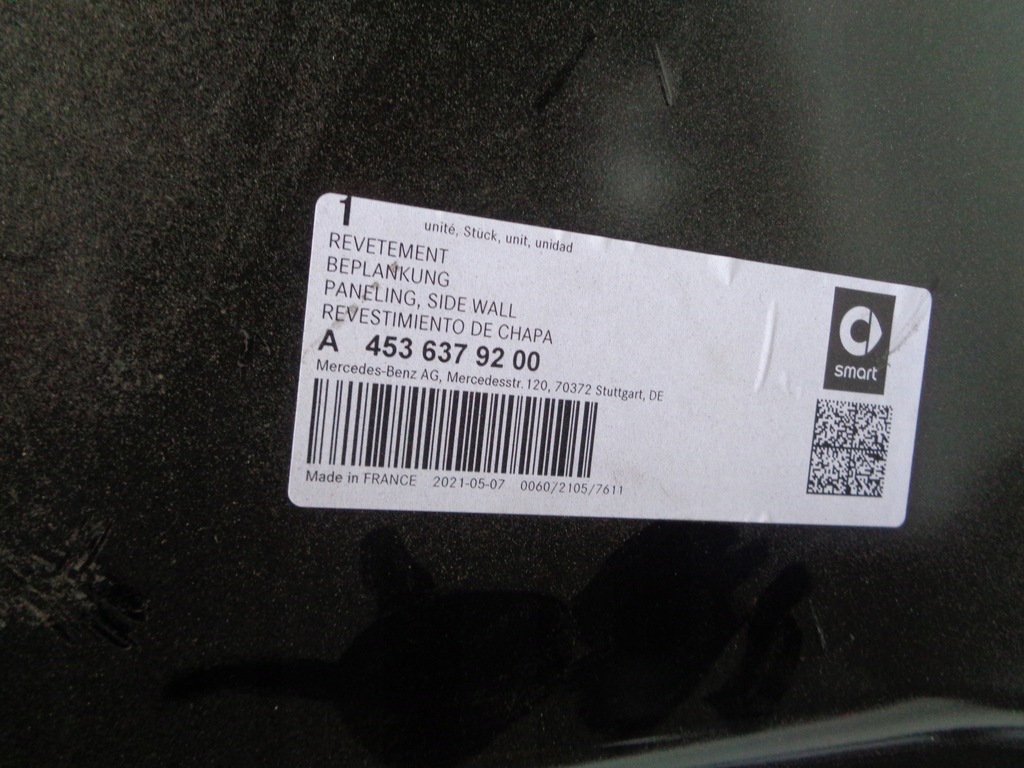 1
unité, Stück, unit, unidad
REVETEMENT
BEPLANKUNG
PANELING, SIDE WALL
REVESTIMIENTO DE CHAPA
A 453 637 92 00
Mercedes-Benz AG, Mercedesstr. 120, 70372 Stuttgart, DE
Made in FRANCE 2021-05-07 0060/2105/7611
smart